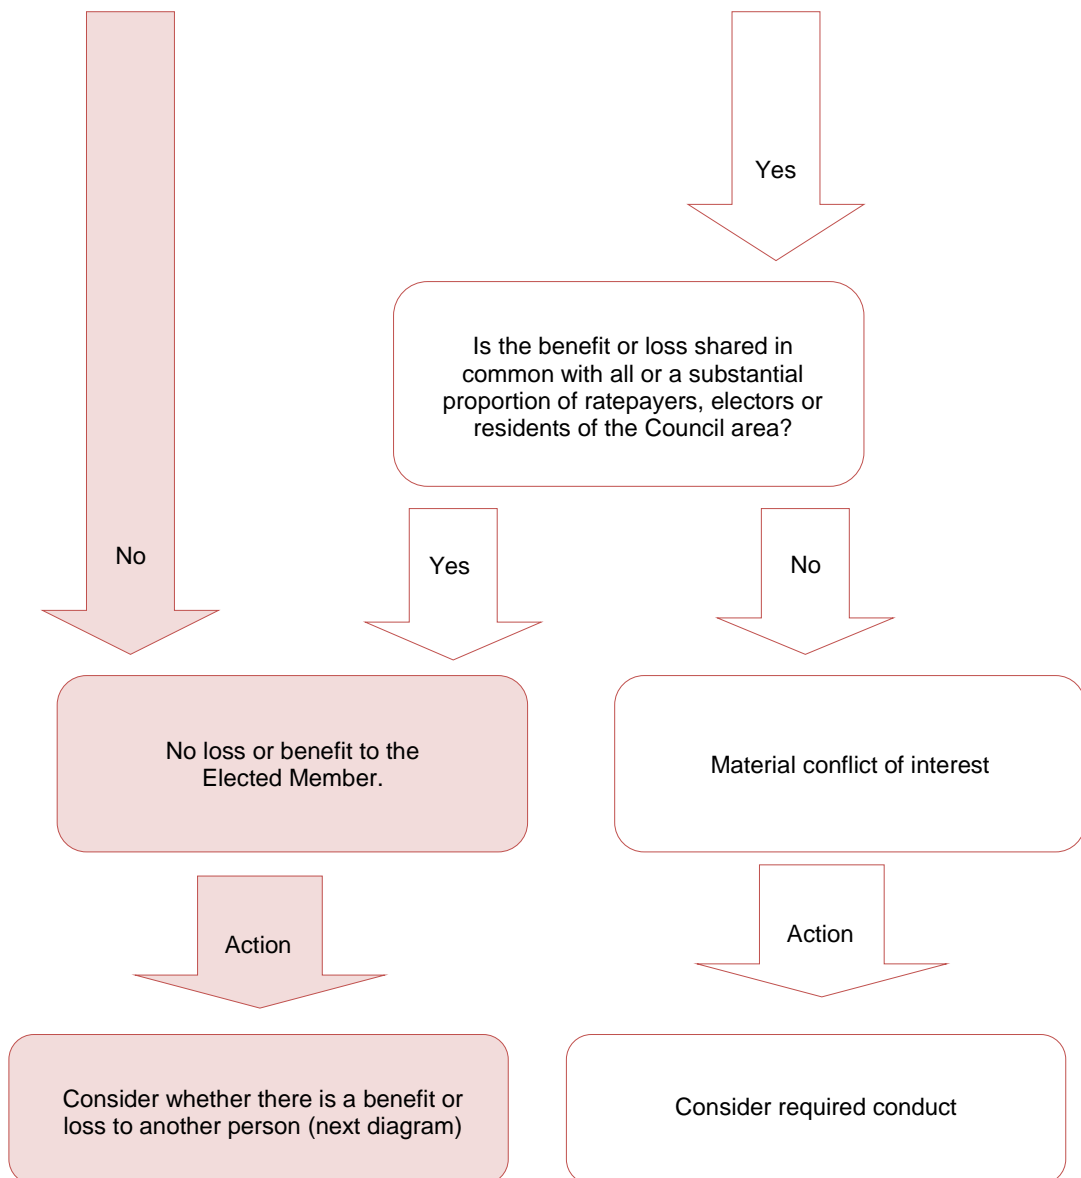 Yes
Is the benefit or loss shared in
common with all or a substantial
proportion of ratepayers, electors or
residents of the Council area?
No
Yes
No
No loss or benefit to the
Elected Member.
Material conflict of interest
Action
Action
Consider whether there is a benefit or
loss to another person (next diagram)
Consider required conduct